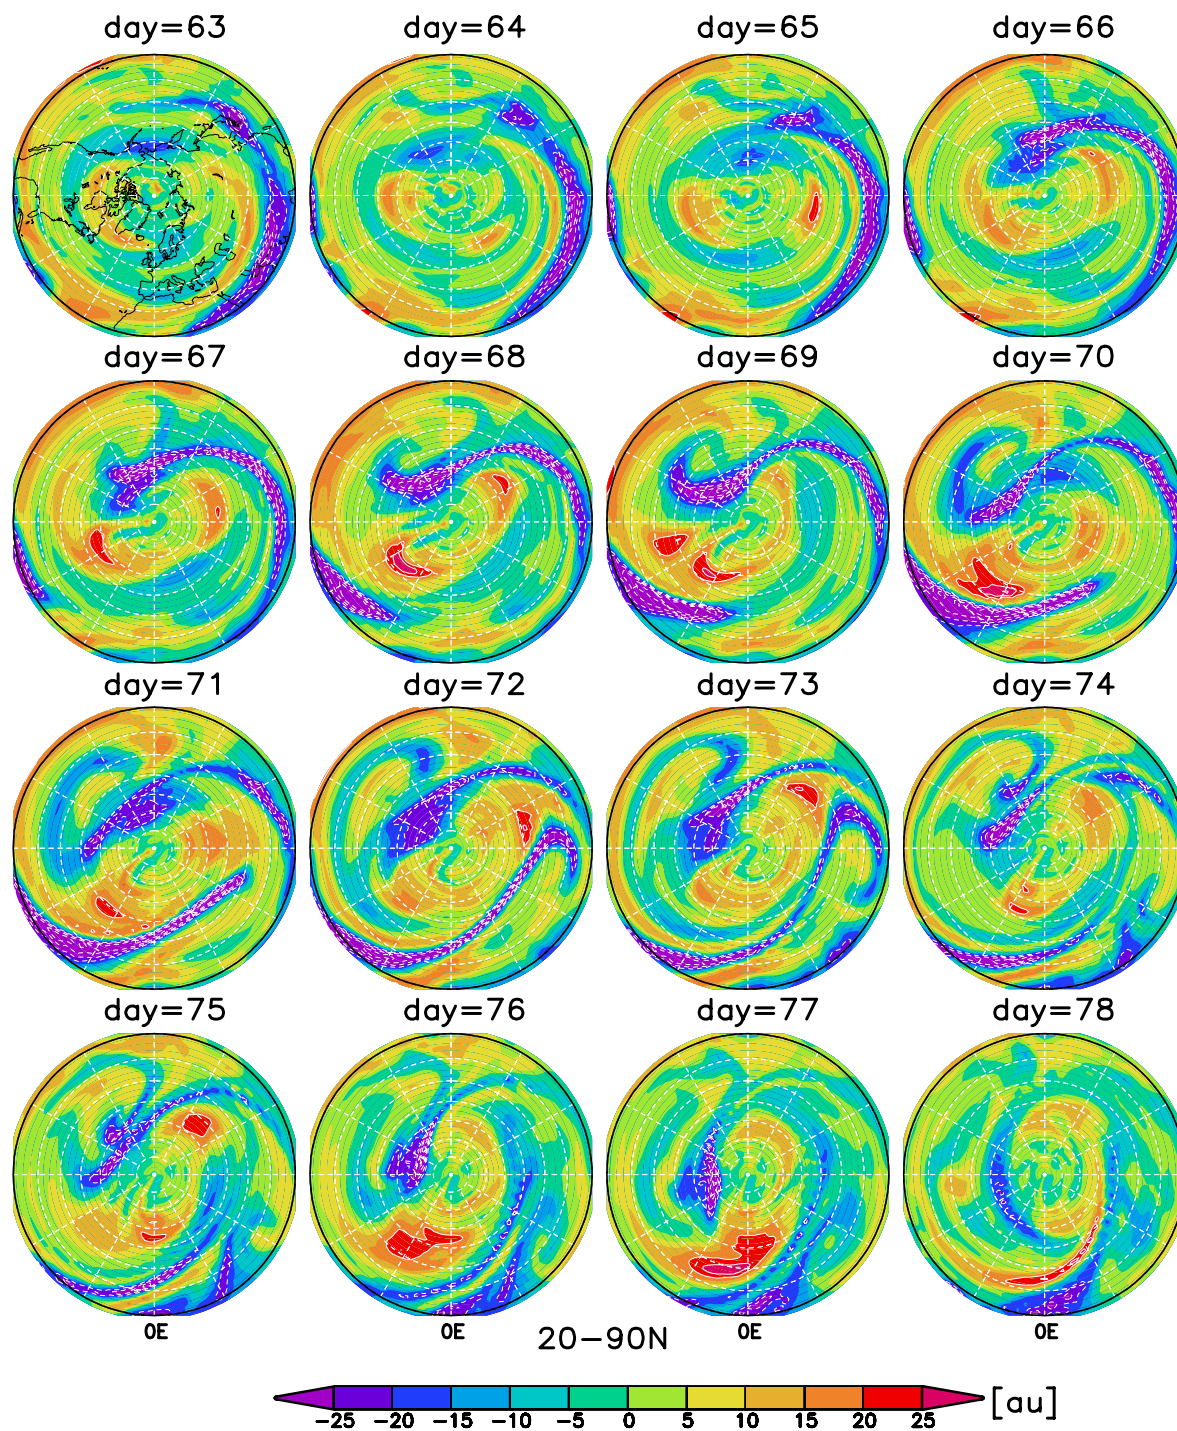 day=63 day=64 day=65 day=66
day=67 day=68 day=69 day=70
day=71 day=72 day=73 day=74
day=75 day=76 day=77 day=78
0E 0E 0E 0E
20-90N
-25 -20 -15 -10 -5 0 5 10 15 20 25 [au]